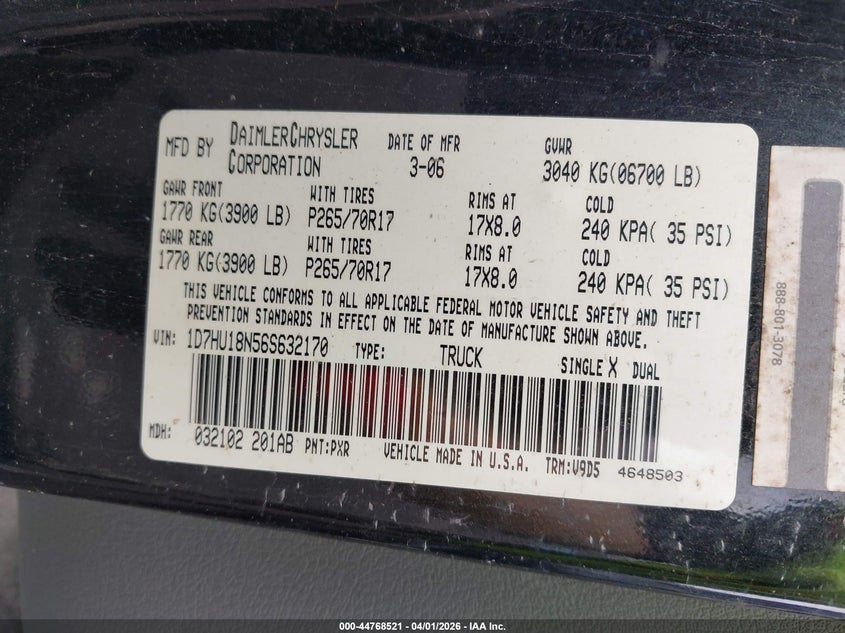 MFD BY DAIMLERCHRYSLER CORPORATION DATE OF MFR 3-06 GVWR 3040 KG(06700 LB)
GAWR FRONT WITH TIRES RIMS AT COLD
1770 KG(3900 LB) P265/70R17 17X8.0 240 KPA( 35 PSI)
GAWR REAR WITH TIRES RIMS AT COLD
1770 KG(3900 LB) P265/70R17 17X8.0 240 KPA( 35 PSI)
THIS VEHICLE CONFORMS TO ALL APPLICABLE FEDERAL MOTOR VEHICLE SAFETY AND THEFT
PREVENTION STANDARDS IN EFFECT ON THE DATE OF MANUFACTURE SHOWN ABOVE.
VIN: 1D7HU18N56S632170 TYPE: TRUCK SINGLE X DUAL
MDH: 032102 201AB PNT:PXR VEHICLE MADE IN U.S.A. TRM:V9D5 4648503
888-801-3078
000-44768521 - 04/01/2026 - IAA Inc.